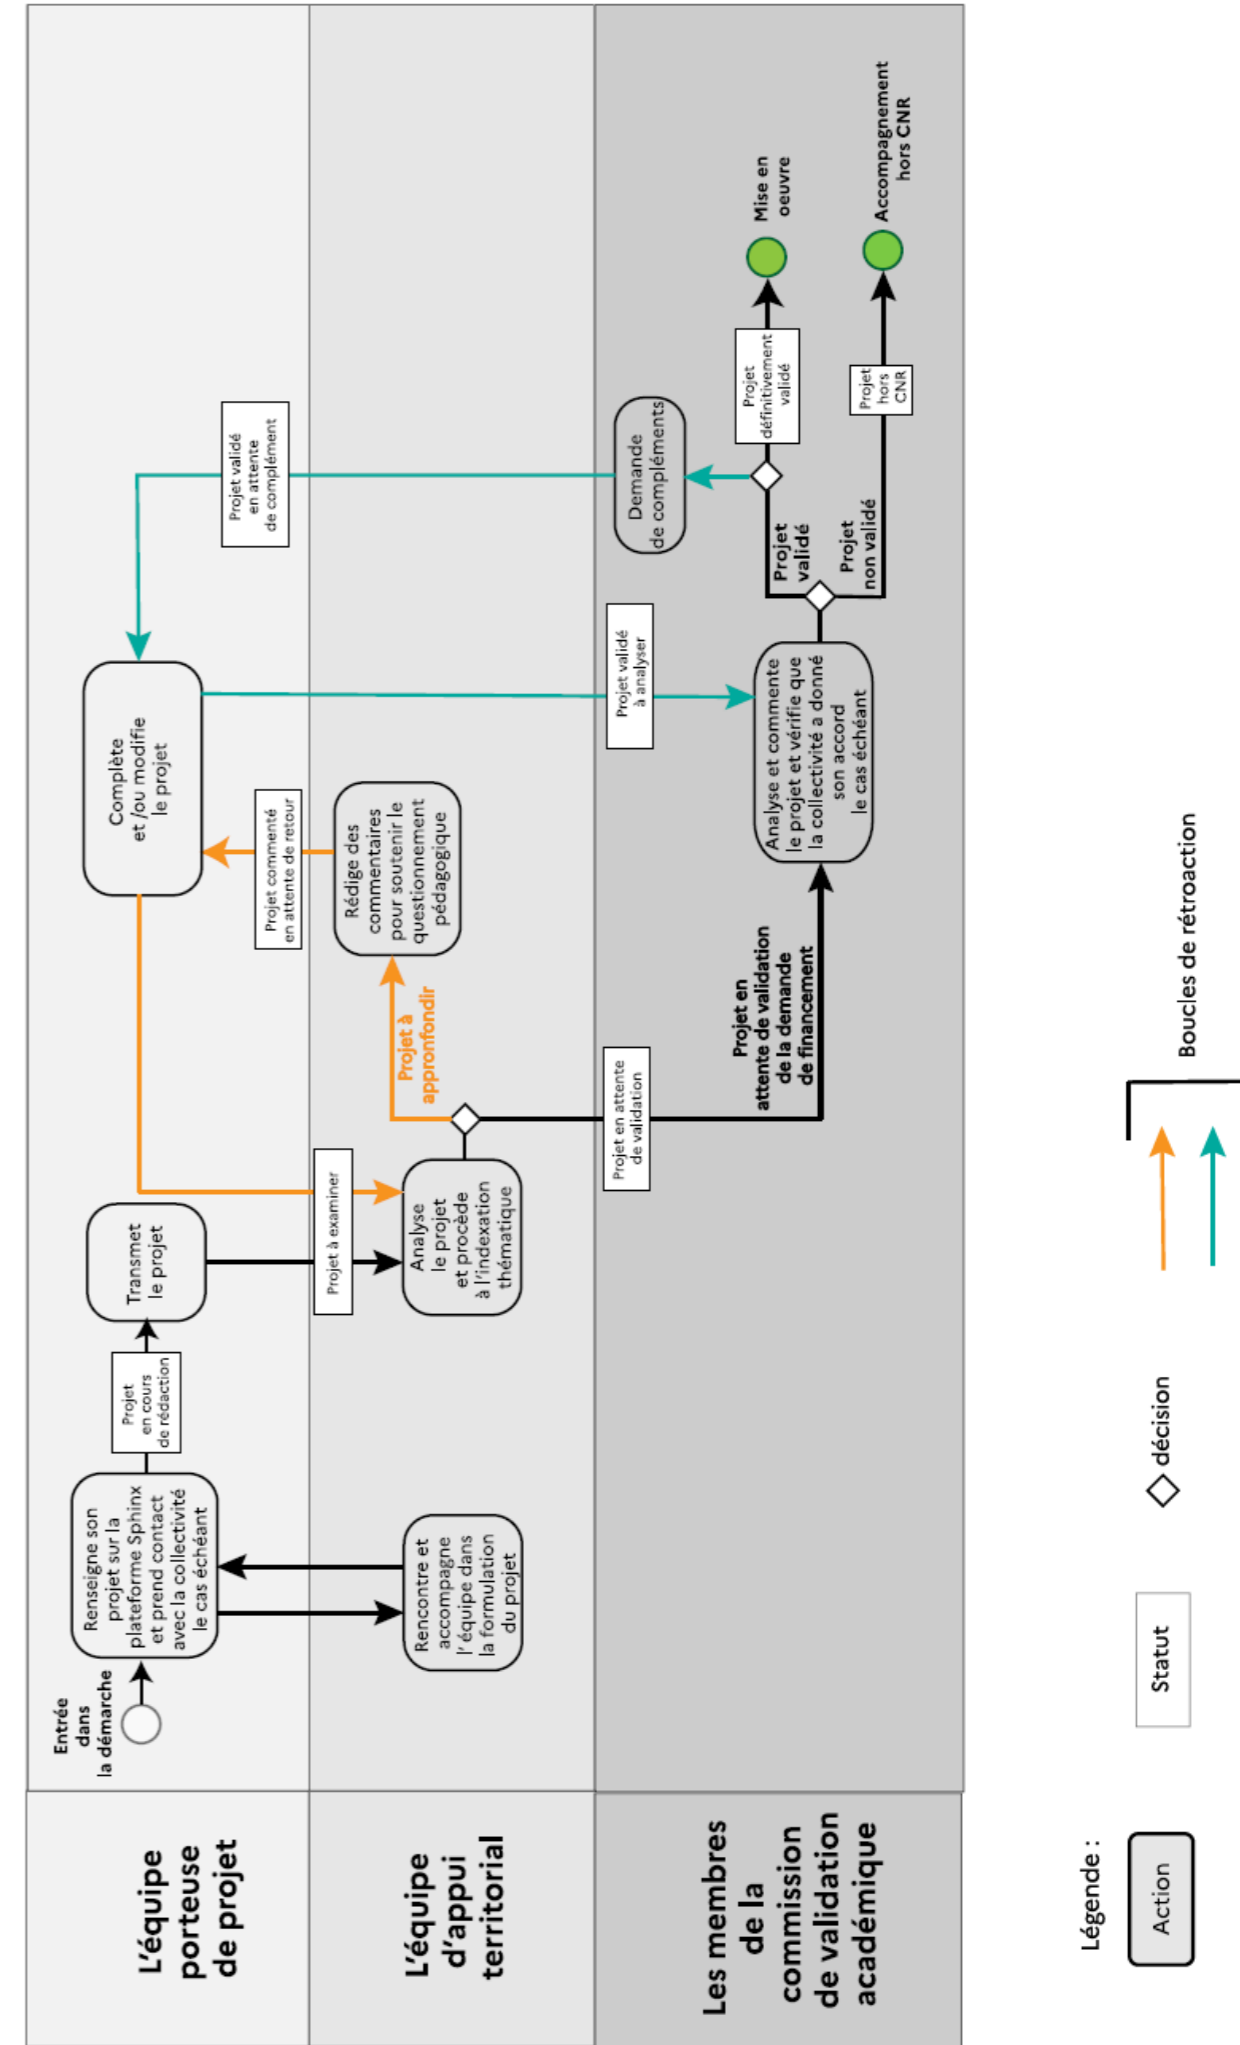 L'équipe
porteuse
de projet
Entrée
dans
la démarche
Renseigne son
projet sur la
plateforme Sphinx
et prend contact
avec la collectivité
le cas échéant
Projet
en cours
de rédaction
Transmet
le projet
Complète
et /ou modifie
le projet
Projet validé
en attente
de complément
L'équipe
d'appui
territorial
Rencontre et
accompagne
l' équipe dans
la formulation
du projet
Projet à examiner
Analyse
le projet
et procède
à l'indexation
thématique
Projet à
appronfondir
Projet commenté
en attente de retour
Rédige des
commentaires
pour soutenir le
questionnement
pédagogique
Les membres
de la
commission
de validation
académique
Projet en attente
de validation
Projet en
attente de validation
de la demande
de financement
Projet validé
à analyser
Analyse et commente
le projet et vérifie que
la collectivité a donné
son accord
le cas échéant
Demande
de compléments
Projet
validé
Projet
non validé
Projet
définitivement
validé
Projet
hors
CNR
Mise en
oeuvre
Accompagnement
hors CNR
Légende :
Action
Statut
décision
Boucles de rétroaction